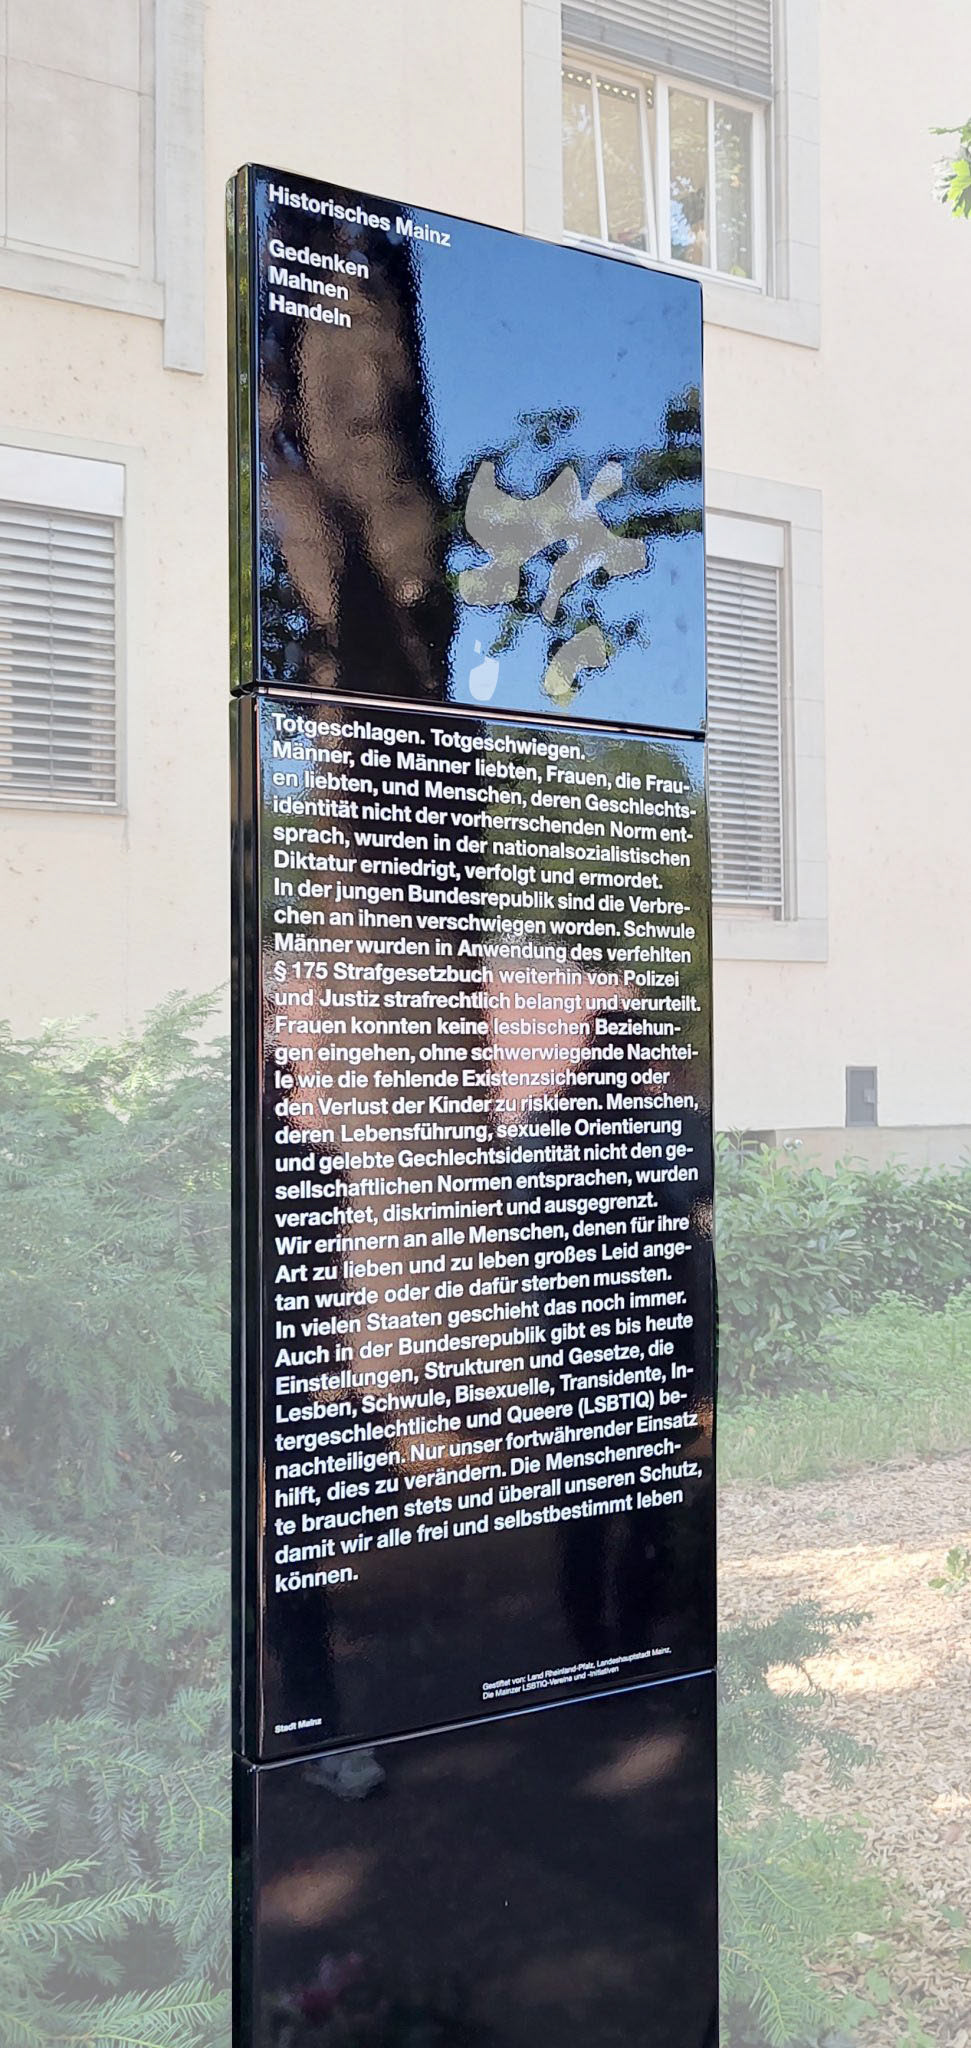 Historisches Mainz
Gedenken
Mahnen
Handeln
Totgeschlagen. Totgeschwiegen.
Männer, die Männer liebten, Frauen, die Frau-
en liebten, und Menschen, deren Geschlechts-
identität nicht der vorherrschenden Norm ent-
sprach, wurden in der nationalsozialistischen
Diktatur erniedrigt, verfolgt und ermordet.
In der jungen Bundesrepublik sind die Verbre-
chen an ihnen verschwiegen worden. Schwule
Männer wurden in Anwendung des verfehlten
§ 175 Strafgesetzbuch weiterhin von Polizei
und Justiz strafrechtlich belangt und verurteilt.
Frauen konnten keine lesbischen Beziehun-
gen eingehen, ohne schwerwiegende Nachtei-
le wie die fehlende Existenzsicherung oder
den Verlust der Kinder zu riskieren. Menschen,
deren Lebensführung, sexuelle Orientierung
und gelebte Gechlechtsidentität nicht den ge-
sellschaftlichen Normen entsprachen, wurden
verachtet, diskriminiert und ausgegrenzt.
Wir erinnern an alle Menschen, denen für ihre
Art zu lieben und zu leben großes Leid ange-
tan wurde oder die dafür sterben mussten.
In vielen Staaten geschieht das noch immer.
Auch in der Bundesrepublik gibt es bis heute
Einstellungen, Strukturen und Gesetze, die
Lesben, Schwule, Bisexuelle, Transidente, In-
tergeschlechtliche und Queere (LSBTIQ) be-
nachteiligen. Nur unser fortwährender Einsatz
hilft, dies zu verändern. Die Menschenrech-
te brauchen stets und überall unseren Schutz,
damit wir alle frei und selbstbestimmt leben
können.
Gestiftet von: Land Rheinland-Pfalz, Landeshauptstadt Mainz,
Die Mainzer LSBTIQ-Vereine und -Initiativen
Stadt Mainz